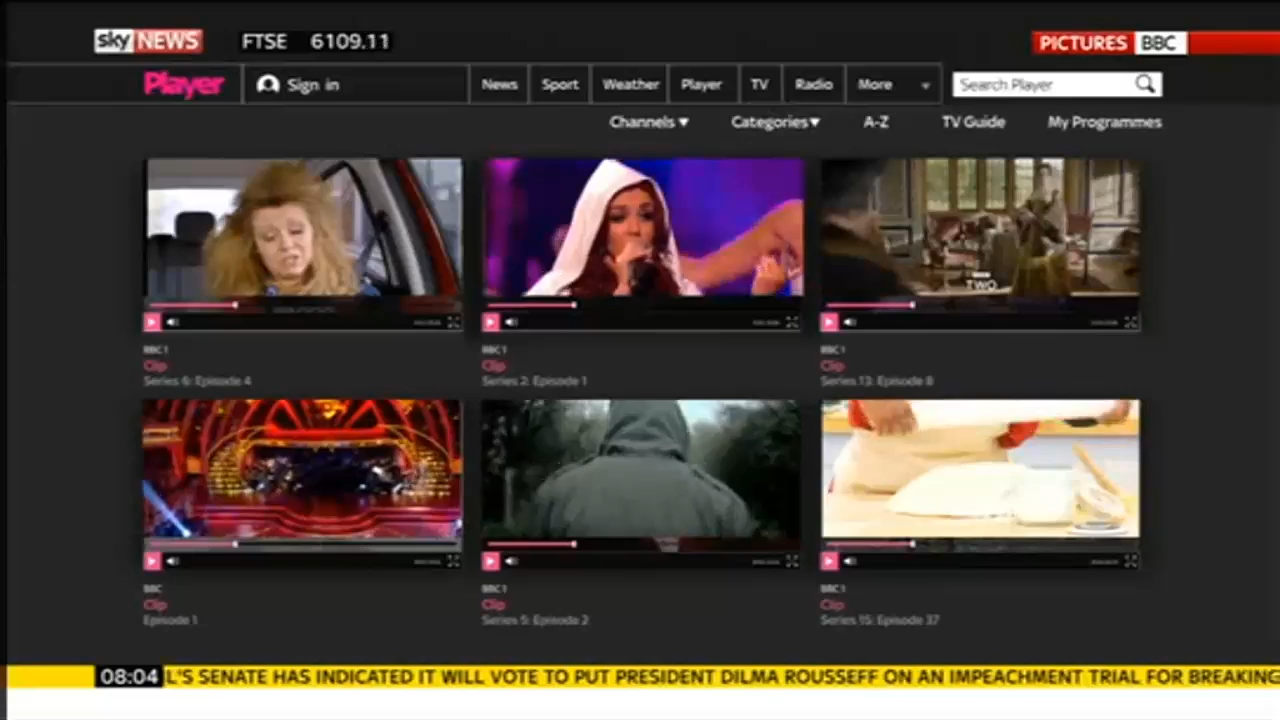 sky NEWS FTSE 6109.11 PICTURES BBC
Player Sign in News Sport Weather Player TV Radio More Search Player
Channels Categories A-Z TV Guide My Programmes
TWO
BBC1 BBC1 BBC1
Clip Clip Clip
Series 6: Episode 4 Series 2: Episode 1 Series 13: Episode 8
BBC BBC1 BBC1
Clip Clip Clip
Episode 1 Series 5: Episode 2 Series 15: Episode 37
08:04 L'S SENATE HAS INDICATED IT WILL VOTE TO PUT PRESIDENT DILMA ROUSSEFF ON AN IMPEACHMENT TRIAL FOR BREAKING